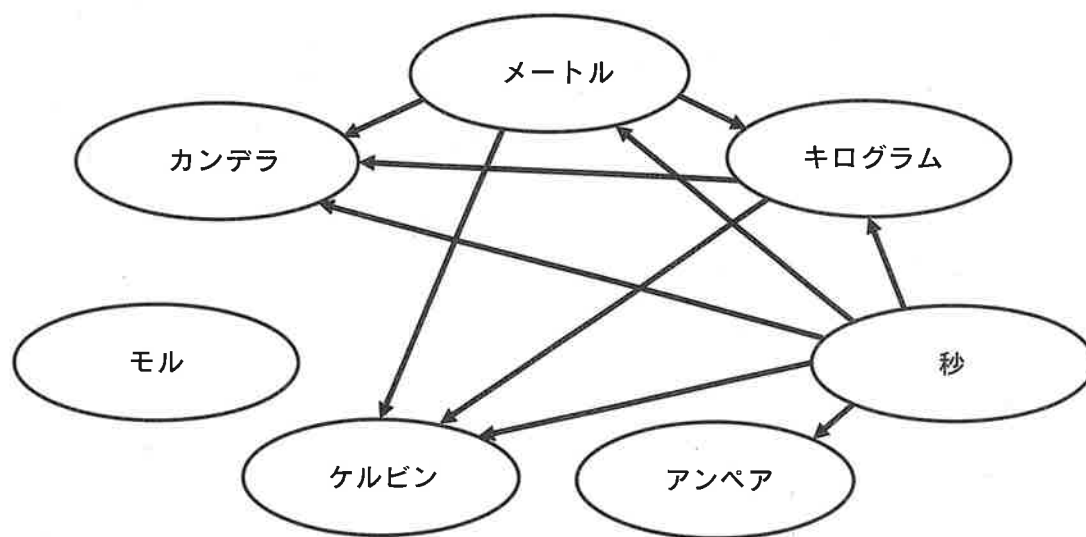 メートル
カンデラ
キログラム
モル
秒
ケルビン
アンペア